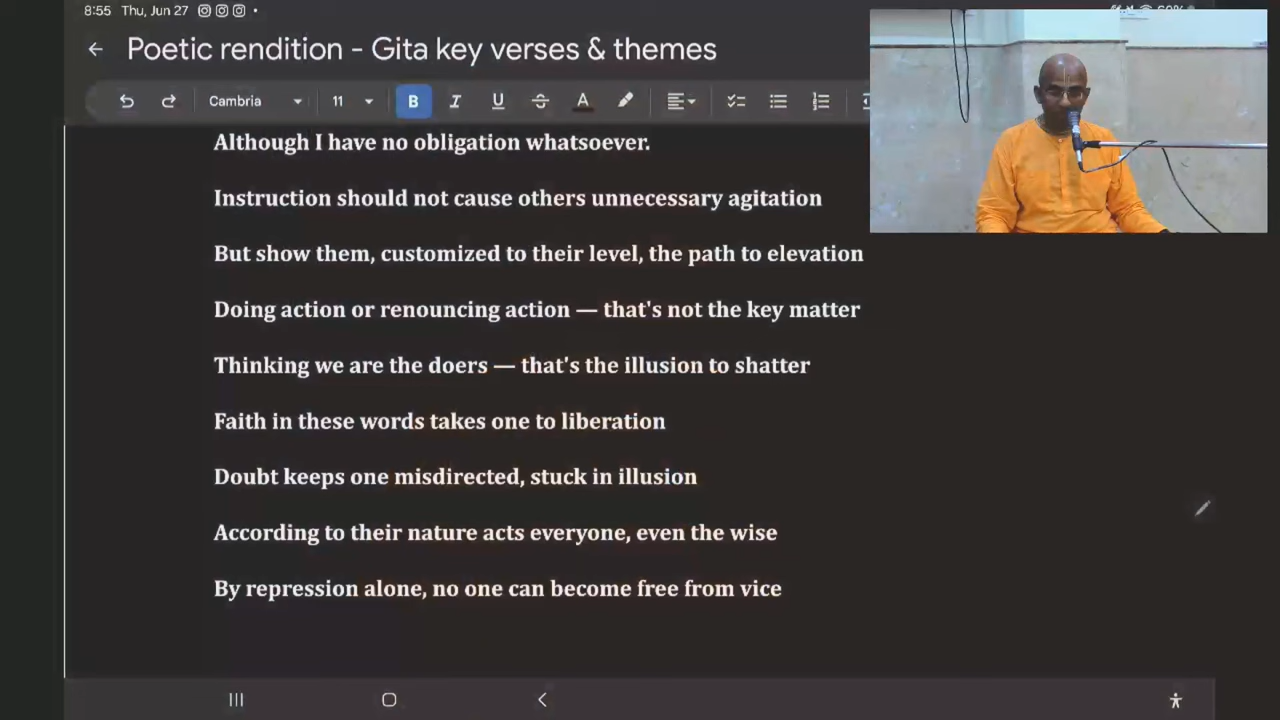 8:55 Thu, Jun 27
Poetic rendition - Gita key verses & themes
Cambria 11 B I U S A
Although I have no obligation whatsoever.
Instruction should not cause others unnecessary agitation
But show them, customized to their level, the path to elevation
Doing action or renouncing action — that's not the key matter
Thinking we are the doers — that's the illusion to shatter
Faith in these words takes one to liberation
Doubt keeps one misdirected, stuck in illusion
According to their nature acts everyone, even the wise
By repression alone, no one can become free from vice